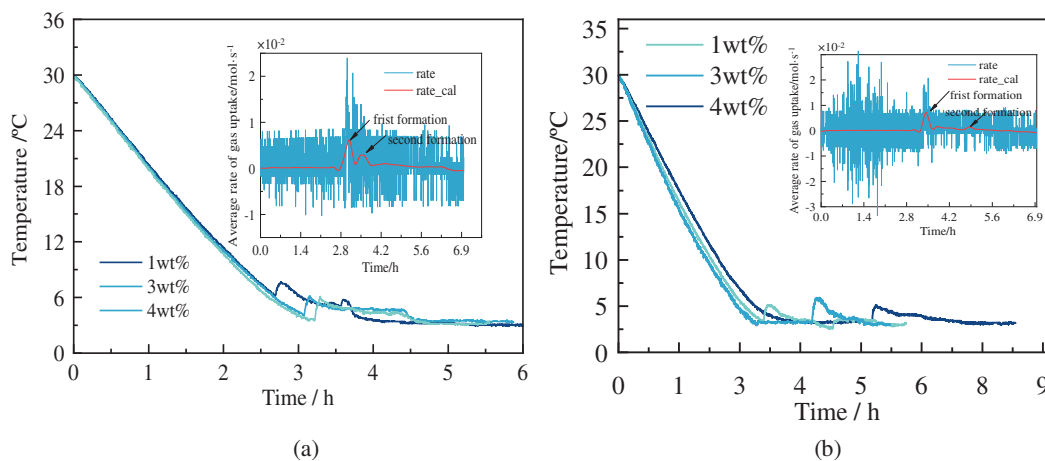 36
30
24
18
12
6
0
Temperature /ºC
0
1
2
3
4
5
6
Time / h
1wt%
3wt%
4wt%
×10⁻²
2
1
0
-1
Average rate of gas uptake/mol·s⁻¹
rate
rate_cal
frist formation
second formation
0.0
1.4
2.8
4.2
5.6
6.9
Time/h
(a)
35
30
25
20
15
10
5
0
Temperature/ºC
0
1
2
3
4
5
6
7
8
9
Time / h
1wt%
3wt%
4wt%
×10⁻²
3
2
1
0
-1
-2
-3
Average rate of gas uptake/mol·s⁻¹
rate
rate_cal
frist formation
second formation
0.0
1.4
2.8
4.2
5.6
6.9
Time/h
(b)